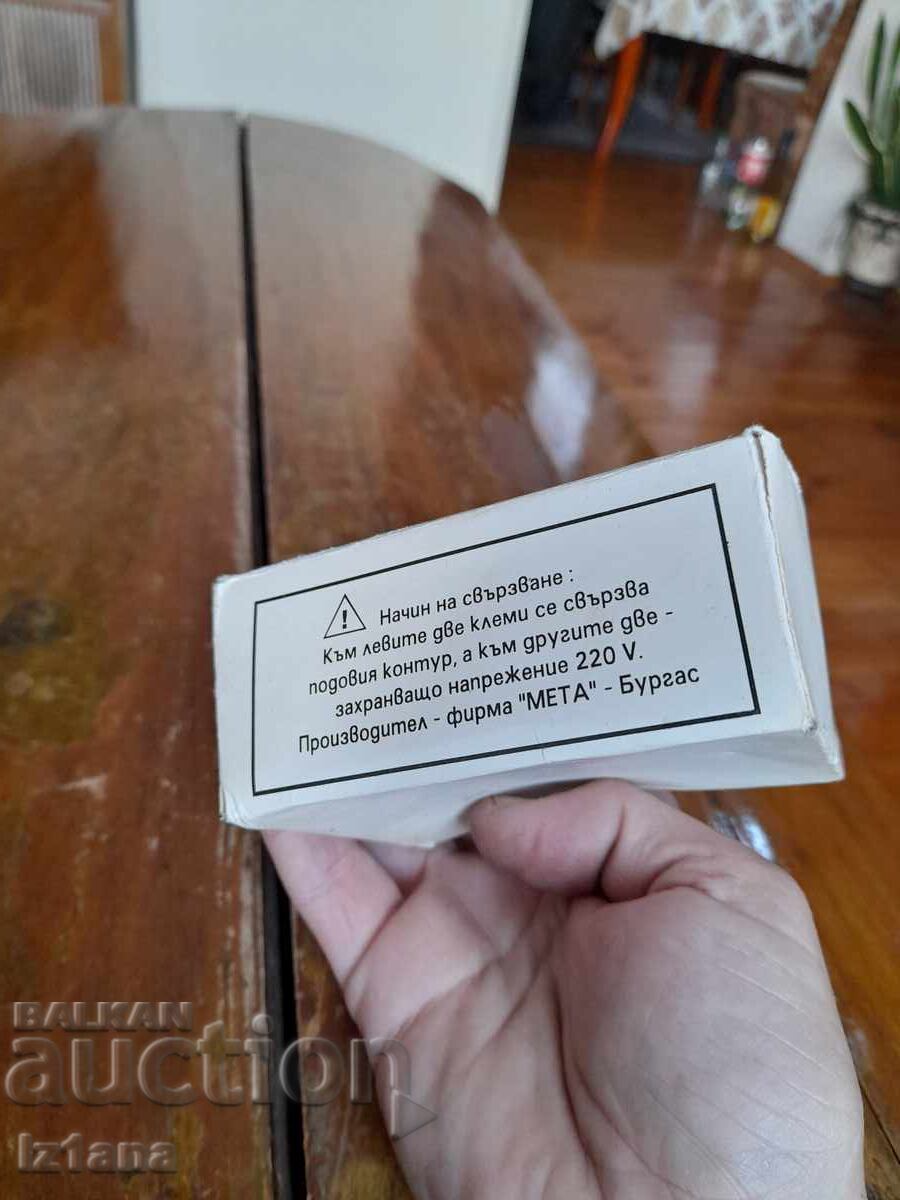 Начин на свързване :
Към левите две клеми се свързва
подовия контур, а към другите две -
захранващо напрежение 220 V.
Производител - фирма "МЕТА" - Бургас
BALKAN
auction
Iz1ana